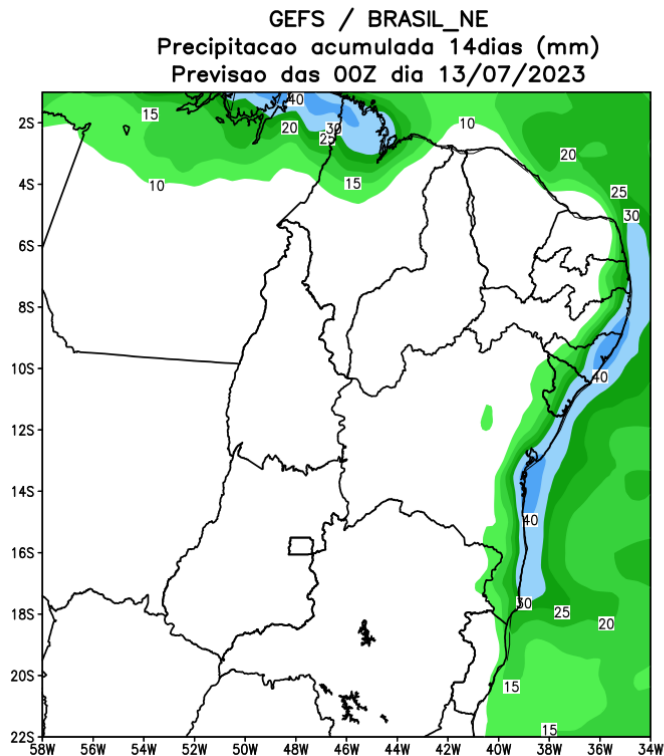 GEFS / BRASIL_NE
Precipitacao acumulada 14dias (mm)
Previsao das 00Z dia 13/07/2023
40
15
2S
20
30
10
25
20
4S
10
15
25
30
6S
8S
10S
40
12S
14S
40
16S
30
25
18S
20
20S
15
15
22S
58W 56W 54W 52W 50W 48W 46W 44W 42W 40W 38W 36W 34W